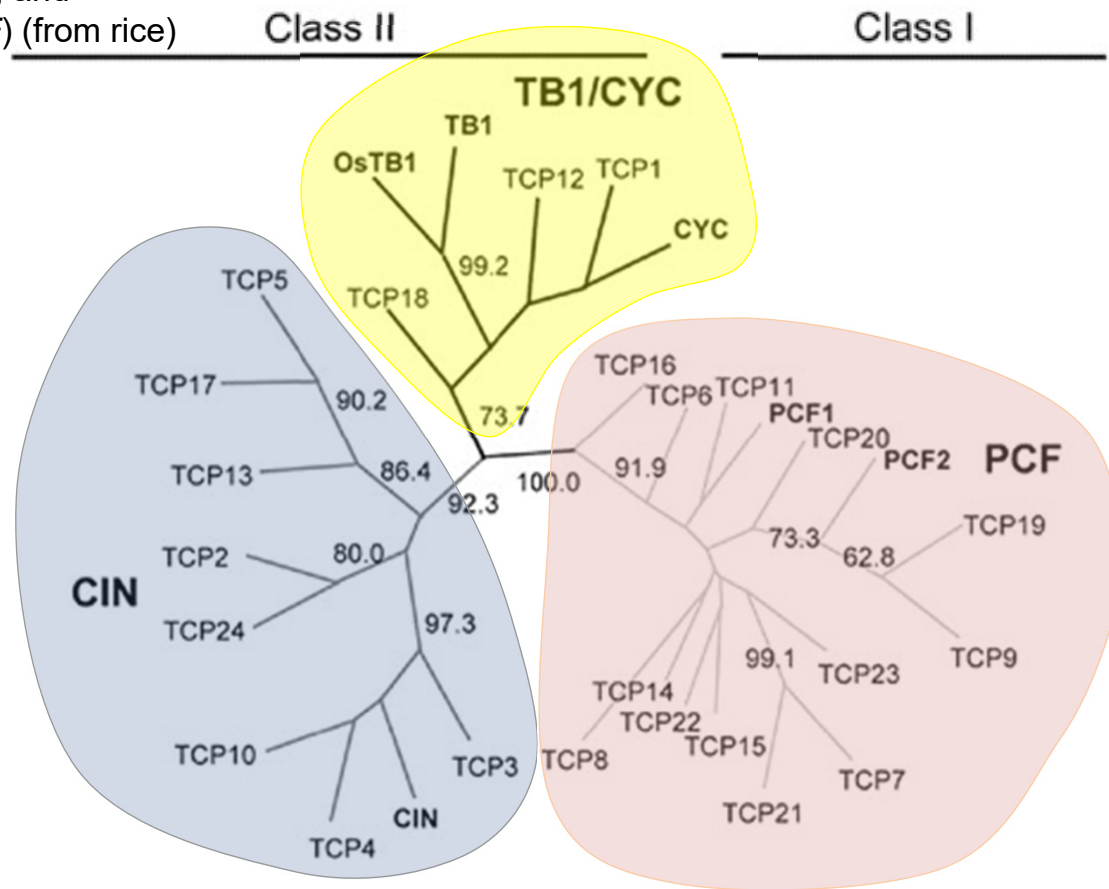 and
F) (from rice)
Class II
Class I
TB1/CYC
TB1
OsTB1
TCP12
TCP1
CYC
99.2
TCP18
73.7
TCP5
TCP17
90.2
TCP13
86.4
92.3
100.0
TCP2
80.0
CIN
TCP24
97.3
TCP10
TCP3
CIN
TCP4
TCP16
TCP6
TCP11
PCF1
TCP20
PCF2
PCF
91.9
TCP19
73.3
62.8
TCP9
99.1
TCP23
TCP14
TCP22
TCP15
TCP8
TCP7
TCP21